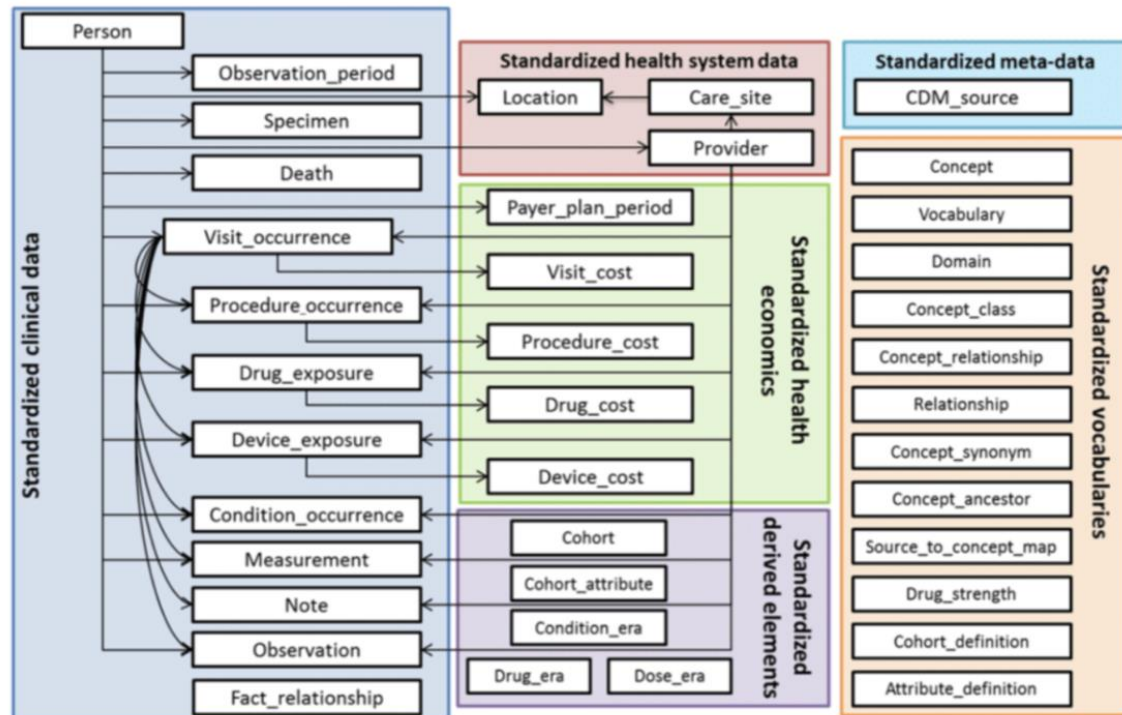 Standardized clinical data
Person
Observation_period
Specimen
Death
Visit_occurrence
Procedure_occurrence
Drug_exposure
Device_exposure
Condition_occurrence
Measurement
Note
Observation
Fact_relationship
Standardized health system data
Location
Care_site
Provider
Payer_plan_period
Visit_cost
Procedure_cost
Drug_cost
Device_cost
Standardized health
economics
Cohort
Cohort_attribute
Condition_era
Drug_era
Dose_era
Standardized
derived elements
Standardized meta-data
CDM_source
Concept
Vocabulary
Domain
Concept_class
Concept_relationship
Relationship
Concept_synonym
Concept_ancestor
Source_to_concept_map
Drug_strength
Cohort_definition
Attribute_definition
Standardized vocabularies